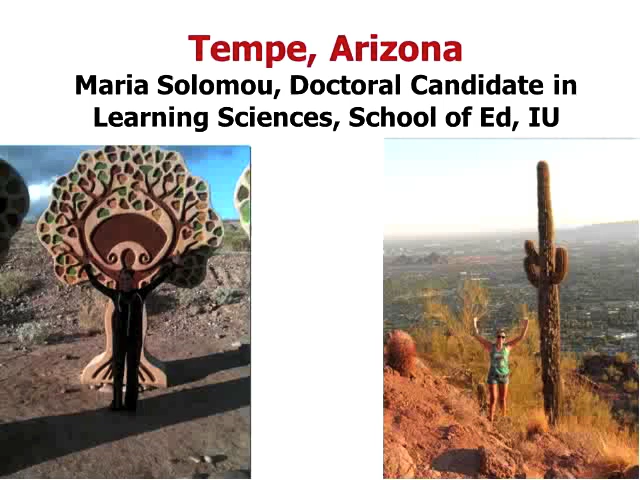 Tempe, Arizona
Maria Solomou, Doctoral Candidate in
Learning Sciences, School of Ed, IU